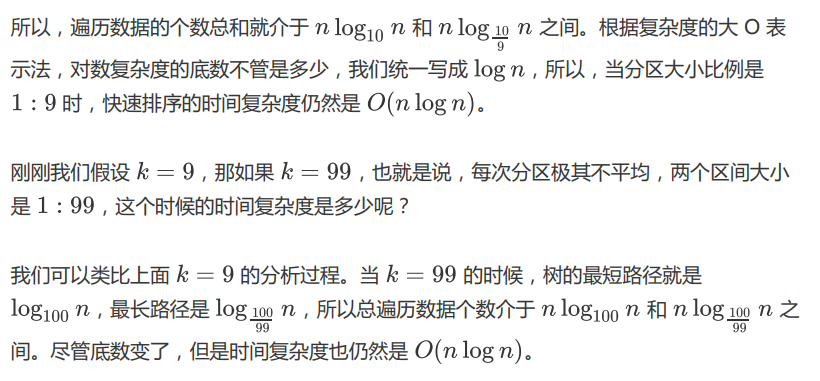 所以，遍历数据的个数总和就介于 n log₁₀ n 和 n log_{10/9} n 之间。根据复杂度的大 O 表
示法，对数复杂度的底数不管是多少，我们统一写成 log n，所以，当分区大小比例是
1 : 9 时，快速排序的时间复杂度仍然是 O(n log n)。
刚刚我们假设 k = 9，那如果 k = 99，也就是说，每次分区极其不平均，两个区间大小
是 1 : 99，这个时候的时间复杂度是多少呢？
我们可以类比上面 k = 9 的分析过程。当 k = 99 的时候，树的最短路径就是
log₁₀₀ n，最长路径是 log_{100/99} n，所以总遍历数据个数介于 n log₁₀₀ n 和 n log_{100/99} n 之
间。尽管底数变了，但是时间复杂度也仍然是 O(n log n)。